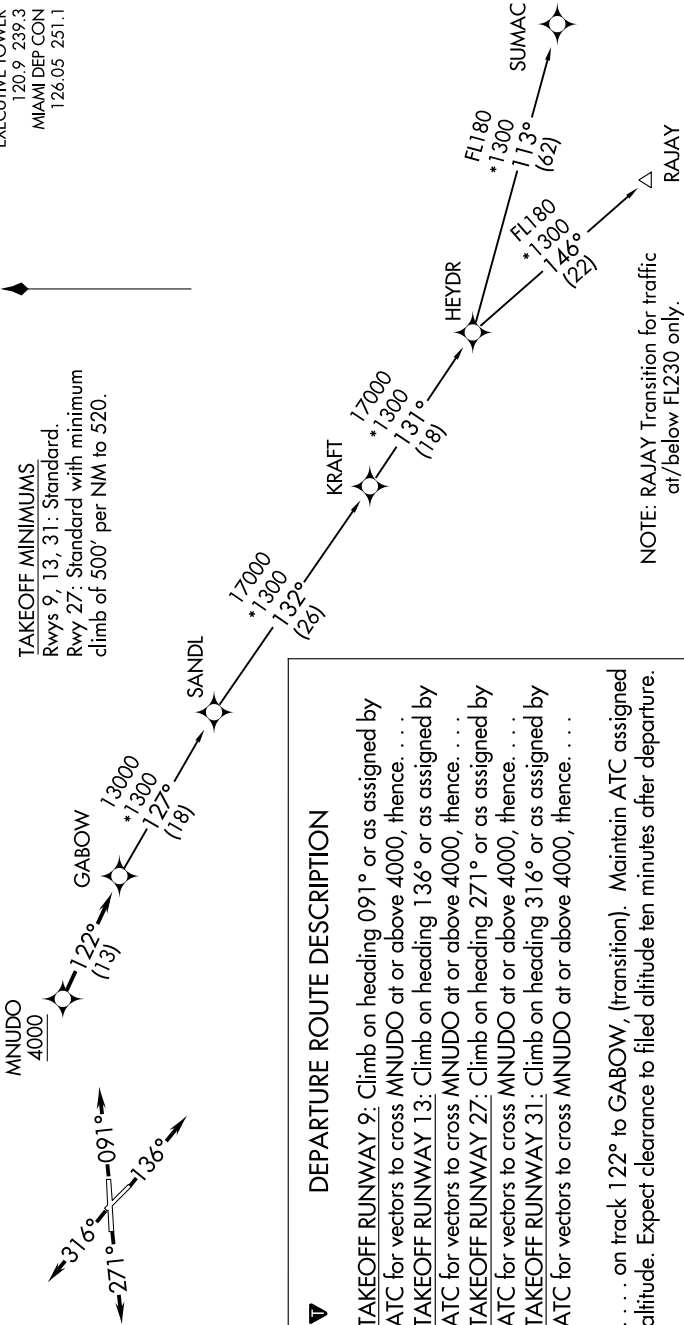 EXECUTIVE TOWER
120.9 239.3
MIAMI DEP CON
126.05 251.1
TAKEOFF MINIMUMS
Rwys 9, 13, 31: Standard.
Rwy 27: Standard with minimum
climb of 500' per NM to 520.
MNUDO
4000
122°
(13)
GABOW
13000
*1300
127°
(18)
SANDL
17000
*1300
132°
(26)
KRAFT
17000
*1300
131°
(18)
HEYDR
FL180
*1300
113°
(62)
SUMAC
FL180
*1300
146°
(22)
RAJAY
NOTE: RAJAY Transition for traffic
at/below FL230 only.
316°
091°
271°
136°
T
DEPARTURE ROUTE DESCRIPTION
TAKEOFF RUNWAY 9: Climb on heading 091° or as assigned by
ATC for vectors to cross MNUDO at or above 4000, thence. . . .
TAKEOFF RUNWAY 13: Climb on heading 136° or as assigned by
ATC for vectors to cross MNUDO at or above 4000, thence. . . .
TAKEOFF RUNWAY 27: Climb on heading 271° or as assigned by
ATC for vectors to cross MNUDO at or above 4000, thence. . . .
TAKEOFF RUNWAY 31: Climb on heading 316° or as assigned by
ATC for vectors to cross MNUDO at or above 4000, thence. . . .
. . . . on track 122° to GABOW, (transition). Maintain ATC assigned
altitude. Expect clearance to filed altitude ten minutes after departure.